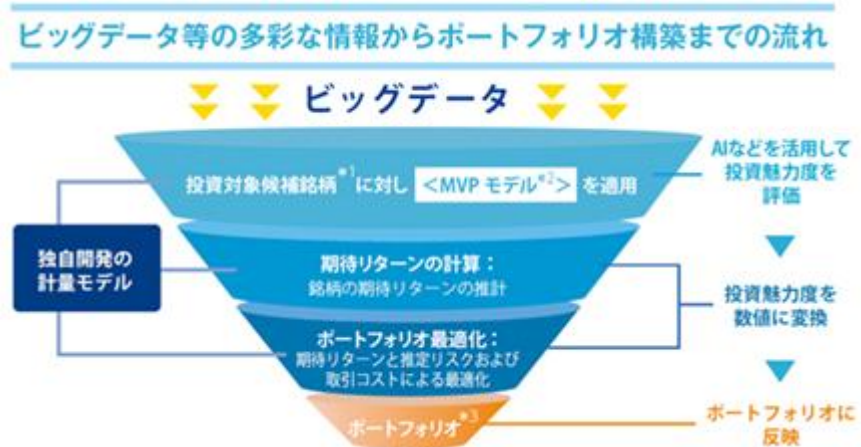 ビッグデータ等の多彩な情報からポートフォリオ構築までの流れ
ビッグデータ
投資対象候補銘柄*1に対し <MVP モデル*2> を適用
AIなどを活用して
投資魅力度を
評価
独自開発の
計量モデル
期待リターンの計算：
銘柄の期待リターンの推計
投資魅力度を
数値に変換
ポートフォリオ最適化：
期待リターンと推定リスクおよび
取引コストによる最適化
ポートフォリオ*3
ポートフォリオに
反映